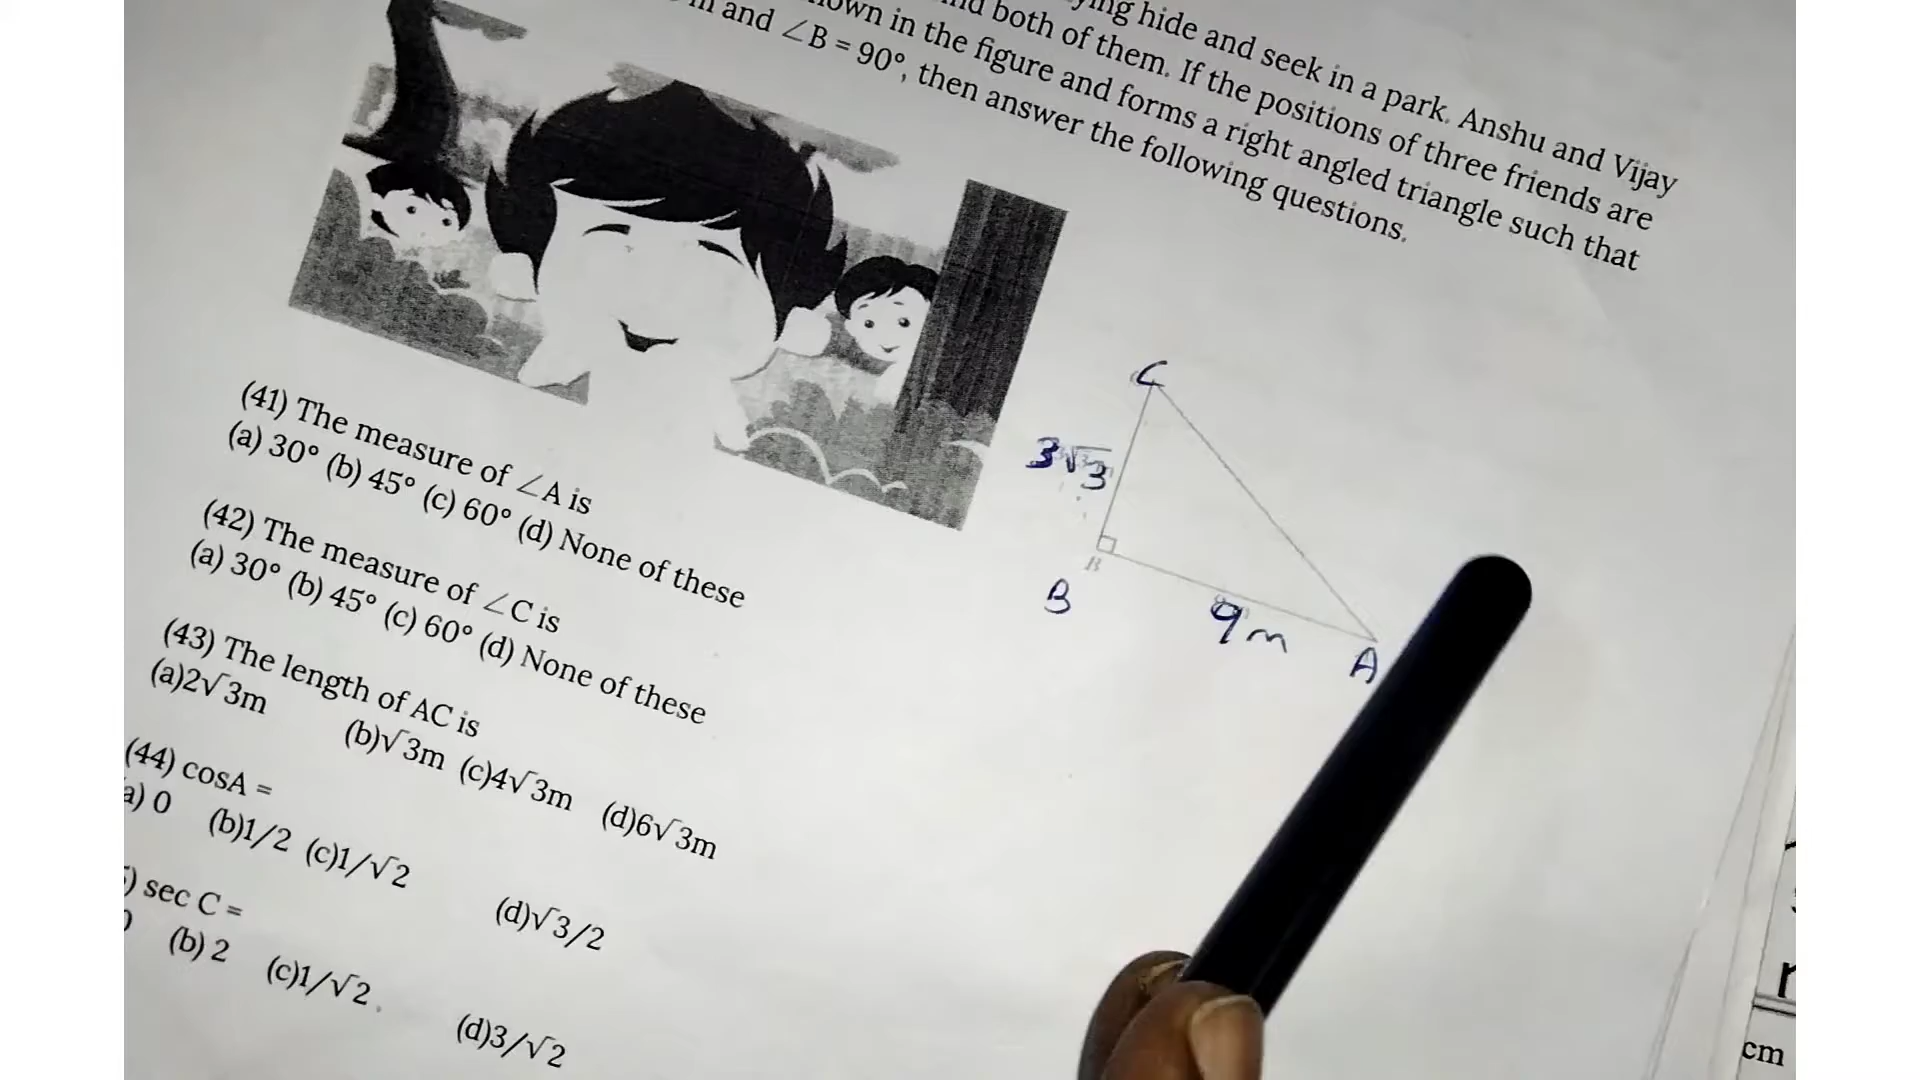 ying hide and seek in a park. Anshu and Vijay
both of them. If the positions of three friends are
own in the figure and forms a right angled triangle such that
m and ∠B = 90°, then answer the following questions.
C
3√3
B
B
9m
A
(41) The measure of ∠A is
(a) 30° (b) 45° (c) 60° (d) None of these
(42) The measure of ∠C is
(a) 30° (b) 45° (c) 60° (d) None of these
(43) The length of AC is
(a)2√3m (b)√3m (c)4√3m (d)6√3m
(44) cosA =
a) 0 (b)1/2 (c)1/√2 (d)√3/2
) sec C =
(b) 2 (c)1/√2 . (d)3/√2
cm